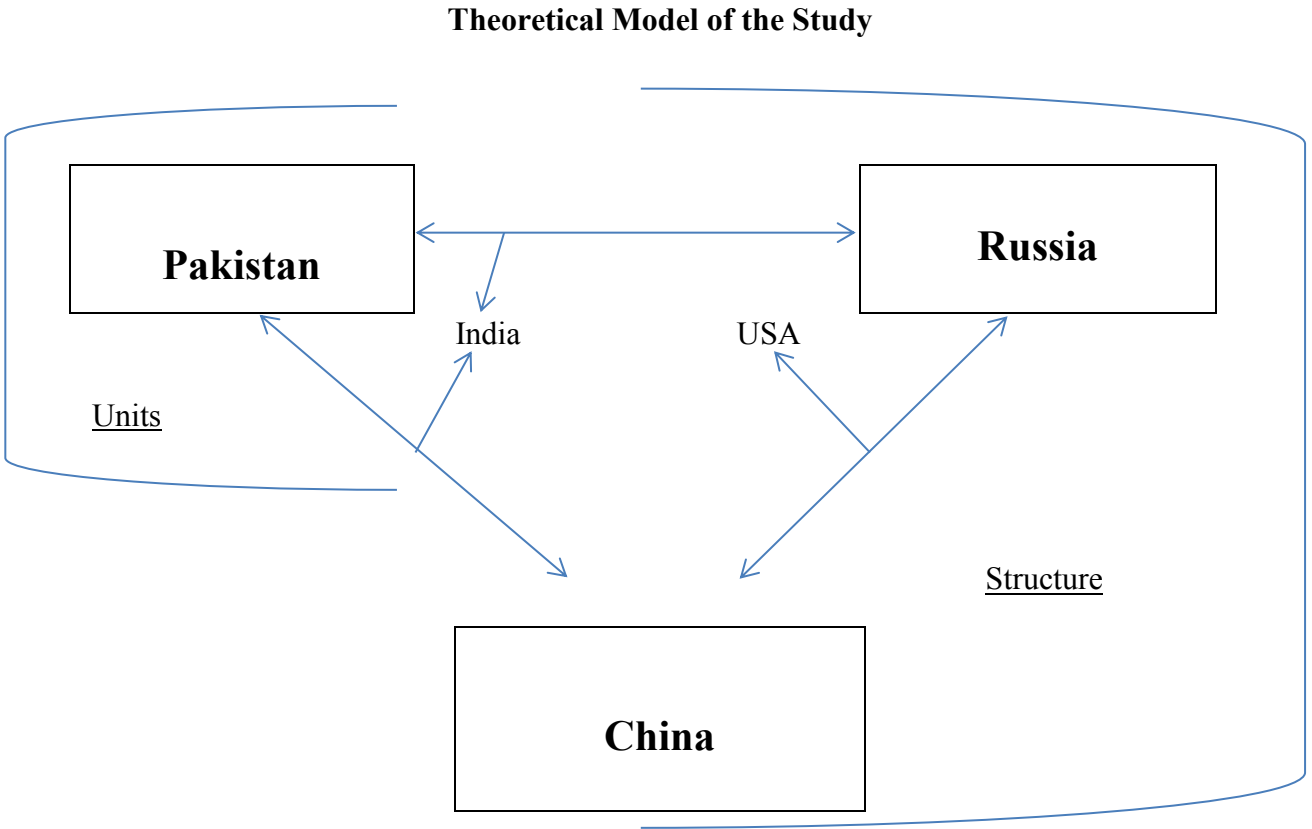 Theoretical Model of the Study
Pakistan
Russia
India
USA
Units
Structure
China